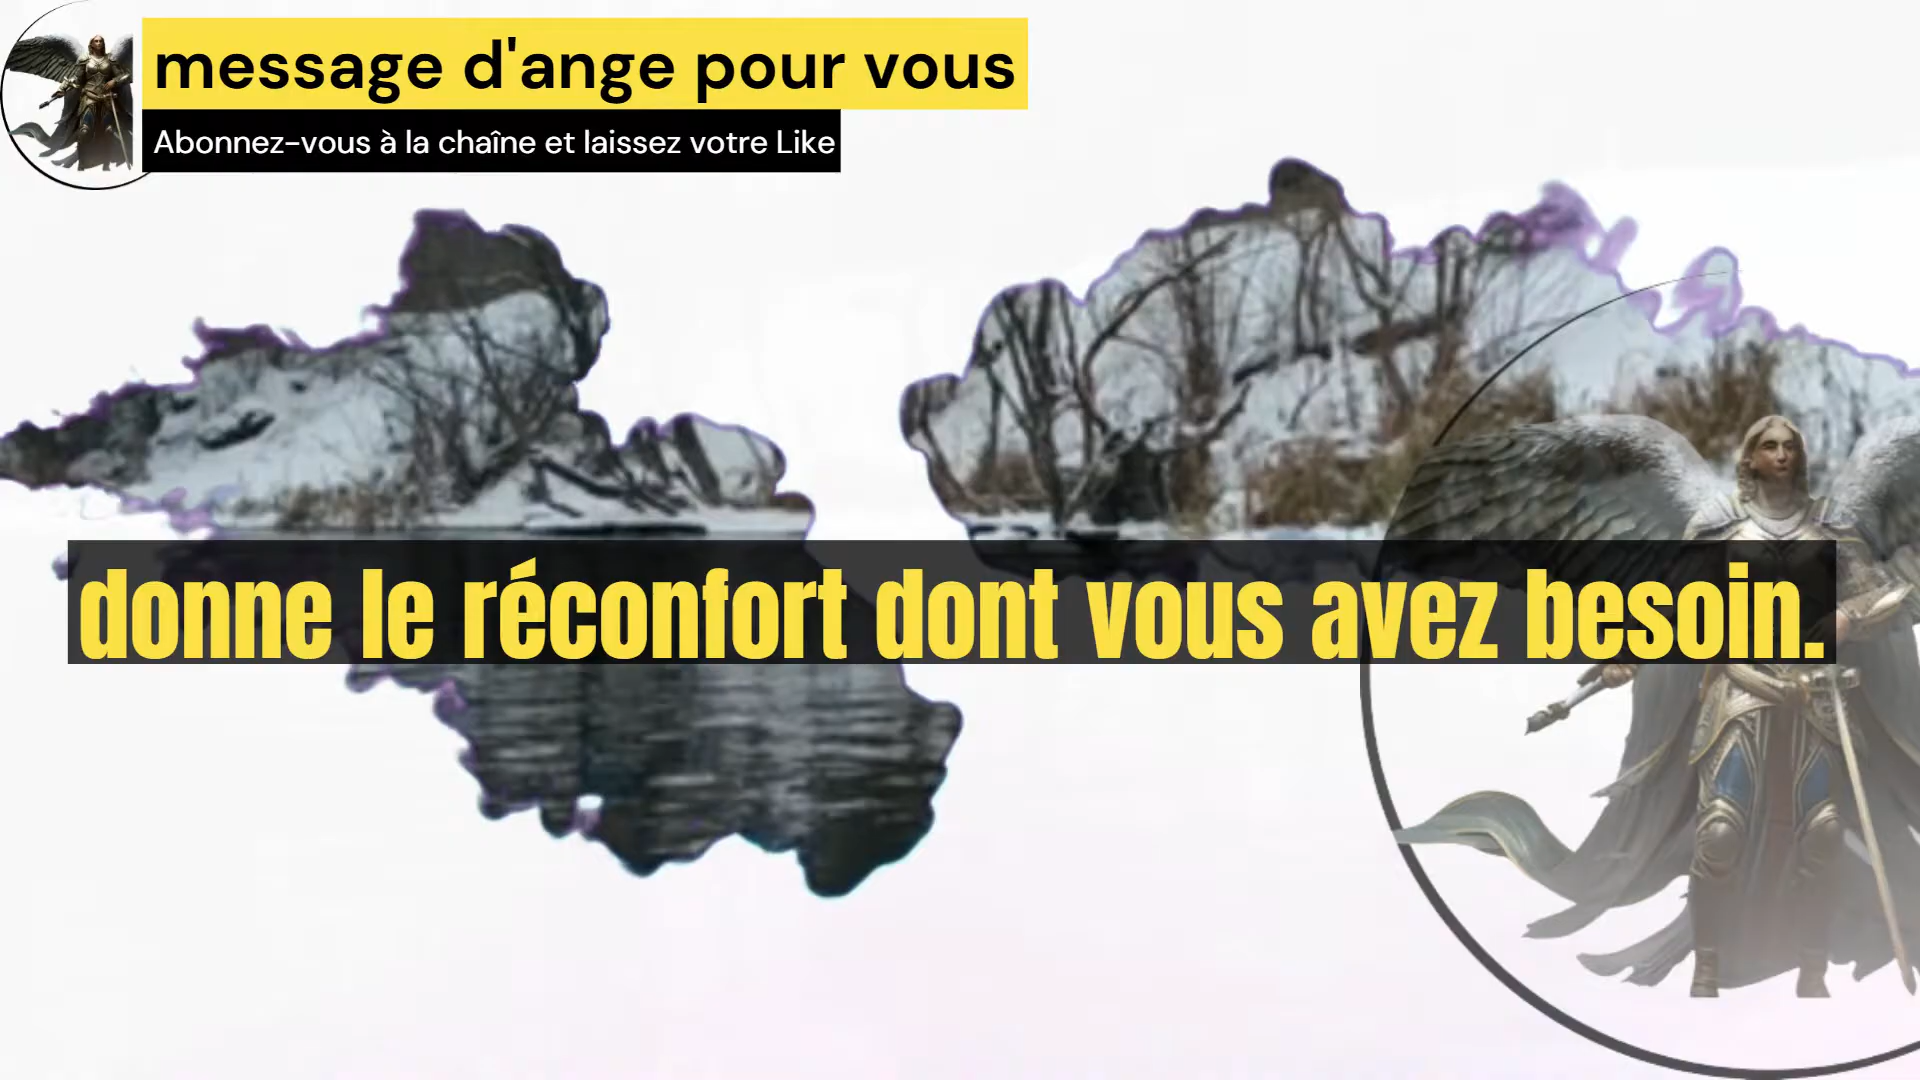 message d'ange pour vous
Abonnez-vous à la chaîne et laissez votre Like
donne le réconfort dont vous avez besoin.